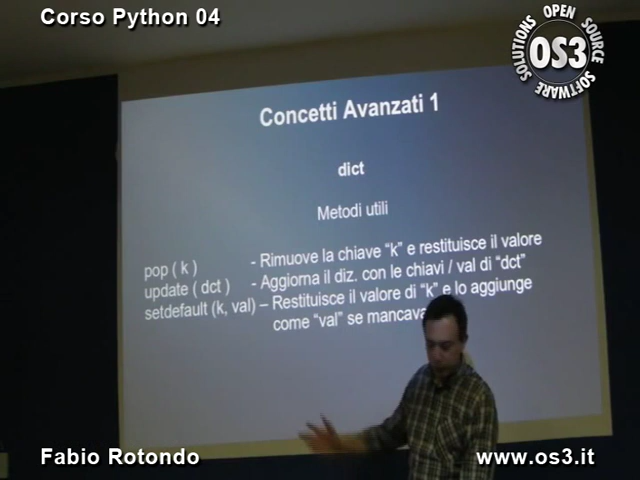 Corso Python 04
SOLUTIONS OPEN SOURCE SOFTWARE
OS3
Concetti Avanzati 1
dict
Metodi utili
pop ( k ) - Rimuove la chiave “k” e restituisce il valore
update ( dct ) - Aggiorna il diz. con le chiavi / val di “dct”
setdefault (k, val) – Restituisce il valore di “k” e lo aggiunge
come “val” se mancava
Fabio Rotondo
www.os3.it